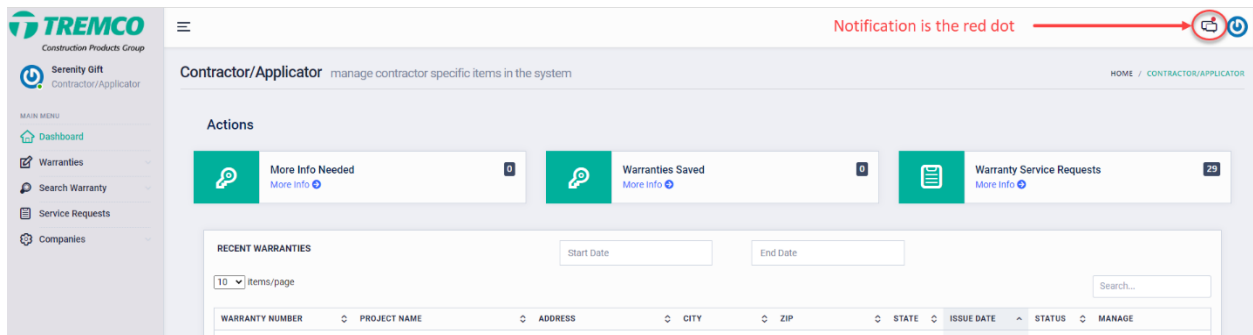 TREMCO
Construction Products Group
Notification is the red dot
Serenity Gift
Contractor/Applicator
MAIN MENU
Dashboard
Warranties
Search Warranty
Service Requests
Companies
Contractor/Applicator manage contractor specific items in the system
HOME / CONTRACTOR/APPLICATOR
Actions
More Info Needed 0
More Info
Warranties Saved 0
More Info
Warranty Service Requests 29
More Info
RECENT WARRANTIES
Start Date
End Date
10 items/page
Search...
WARRANTY NUMBER PROJECT NAME ADDRESS CITY ZIP STATE ISSUE DATE STATUS MANAGE